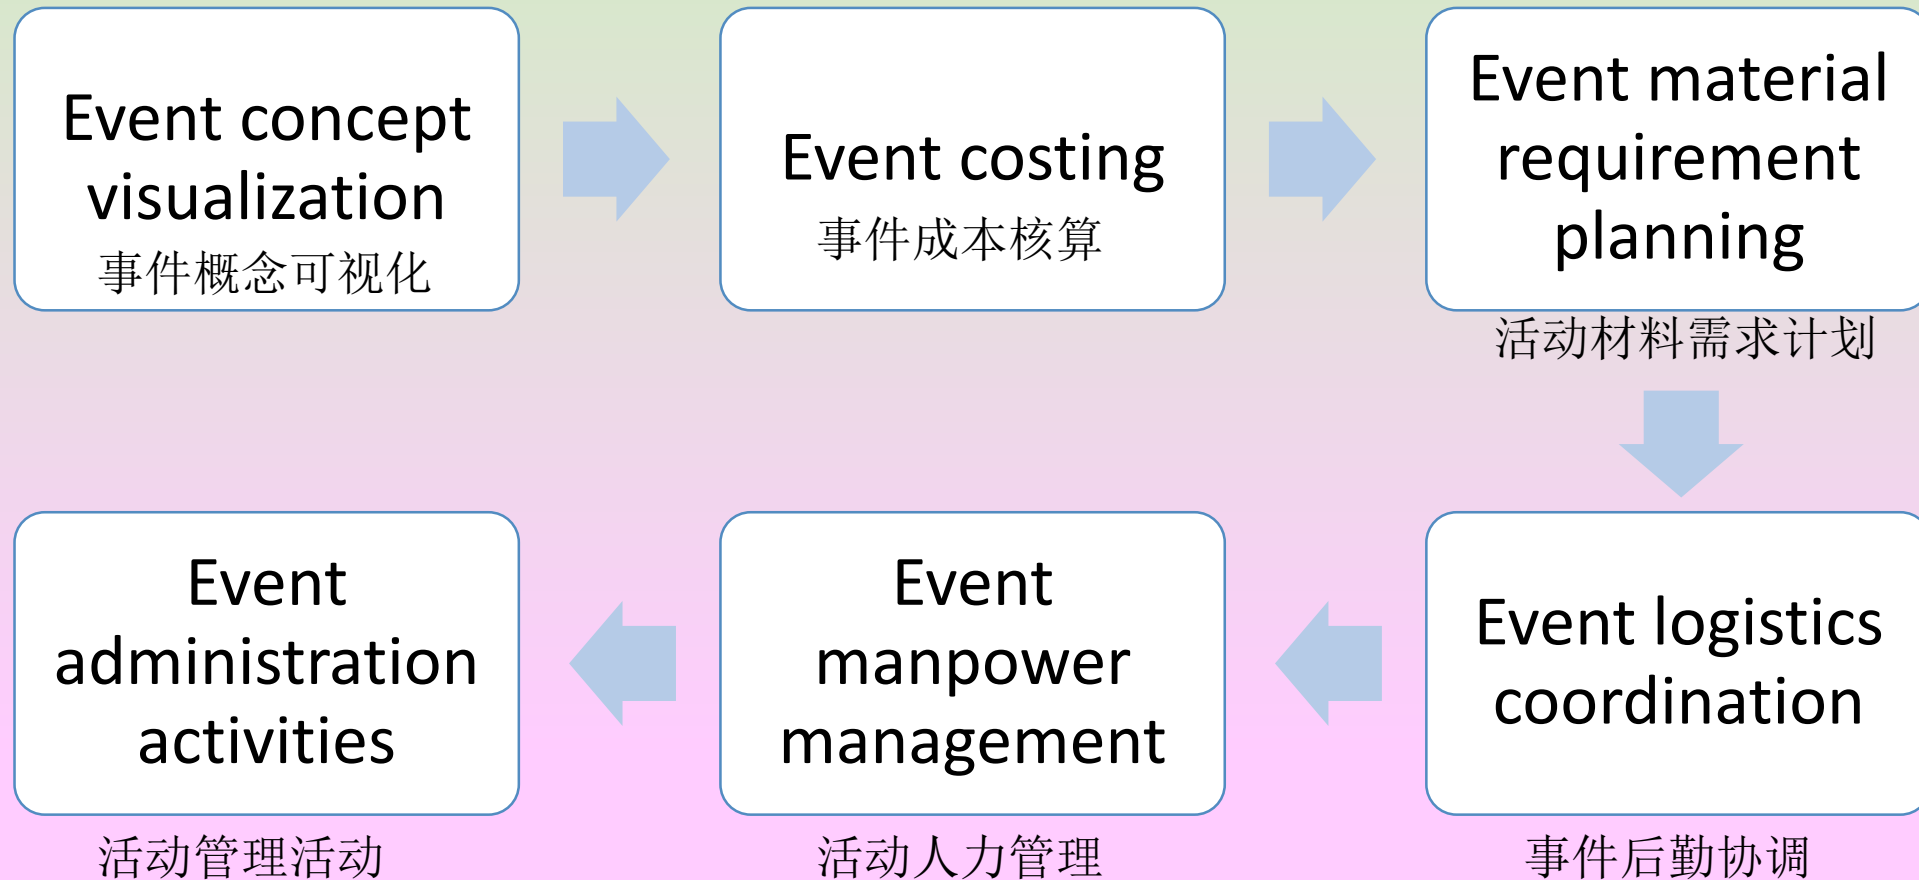 Event concept
visualization
事件概念可视化
Event costing
事件成本核算
Event material
requirement
planning
活动材料需求计划
Event logistics
coordination
事件后勤协调
Event
manpower
management
活动人力管理
Event
administration
activities
活动管理活动